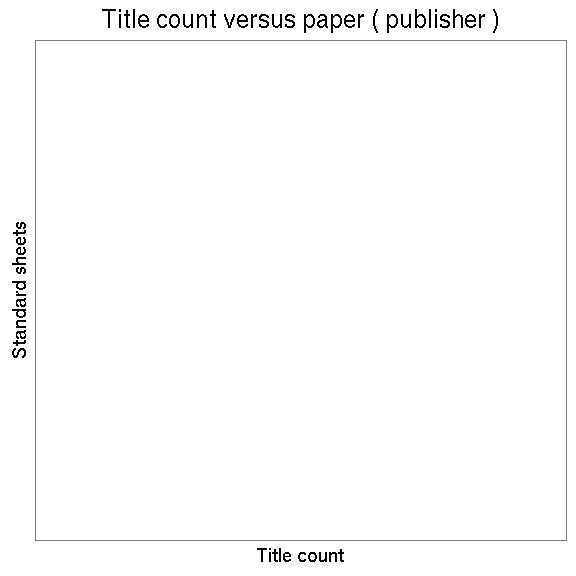 Title count versus paper ( publisher )
Standard sheets
Title count